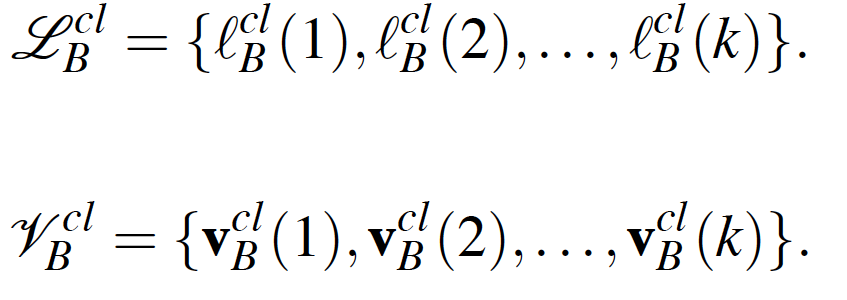 ℒ_B^{cl} = {ℓ_B^{cl}(1), ℓ_B^{cl}(2), …, ℓ_B^{cl}(k)}.
𝒱_B^{cl} = {𝐯_B^{cl}(1), 𝐯_B^{cl}(2), …, 𝐯_B^{cl}(k)}.